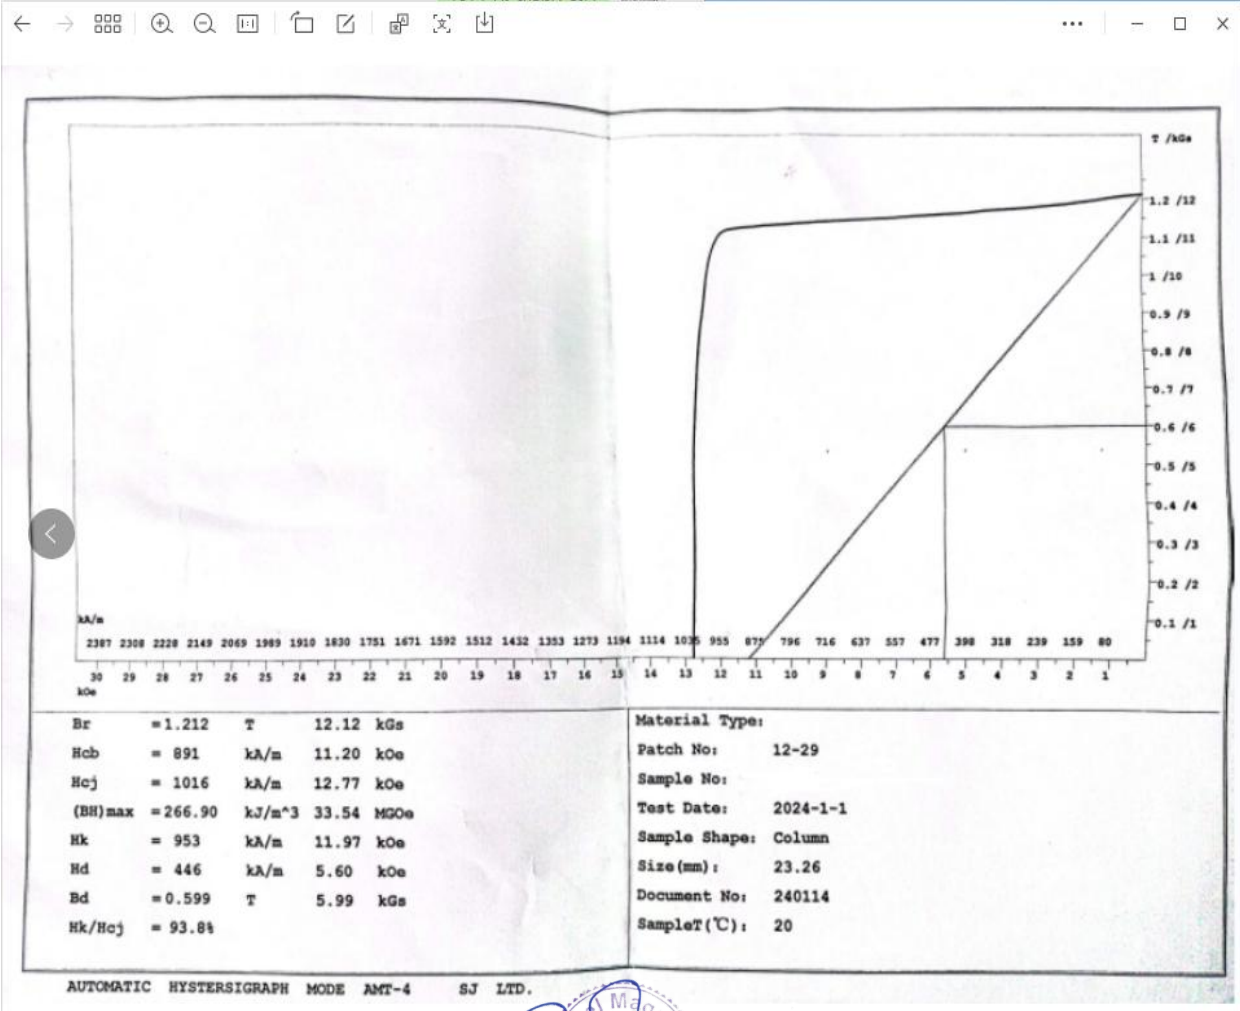 T /kGs
1.2 /12
1.1 /11
1 /10
0.9 /9
0.8 /8
0.7 /7
0.6 /6
0.5 /5
0.4 /4
0.3 /3
0.2 /2
0.1 /1
kA/m
2387 2308 2228 2149 2069 1989 1910 1830 1751 1671 1592 1512 1432 1353 1273 1194 1114 1035 955 875 796 716 637 557 477 398 318 239 159 80
30 29 28 27 26 25 24 23 22 21 20 19 18 17 16 15 14 13 12 11 10 9 8 7 6 5 4 3 2 1
kOe
Br =1.212 T 12.12 kGs
Hcb = 891 kA/m 11.20 kOe
Hcj = 1016 kA/m 12.77 kOe
(BH)max =266.90 kJ/m^3 33.54 MGOe
Hk = 953 kA/m 11.97 kOe
Hd = 446 kA/m 5.60 kOe
Bd =0.599 T 5.99 kGs
Hk/Hcj = 93.8%
Material Type:
Patch No: 12-29
Sample No:
Test Date: 2024-1-1
Sample Shape: Column
Size(mm): 23.26
Document No: 240114
SampleT(℃): 20
AUTOMATIC HYSTERSIGRAPH MODE AMT-4 SJ LTD.